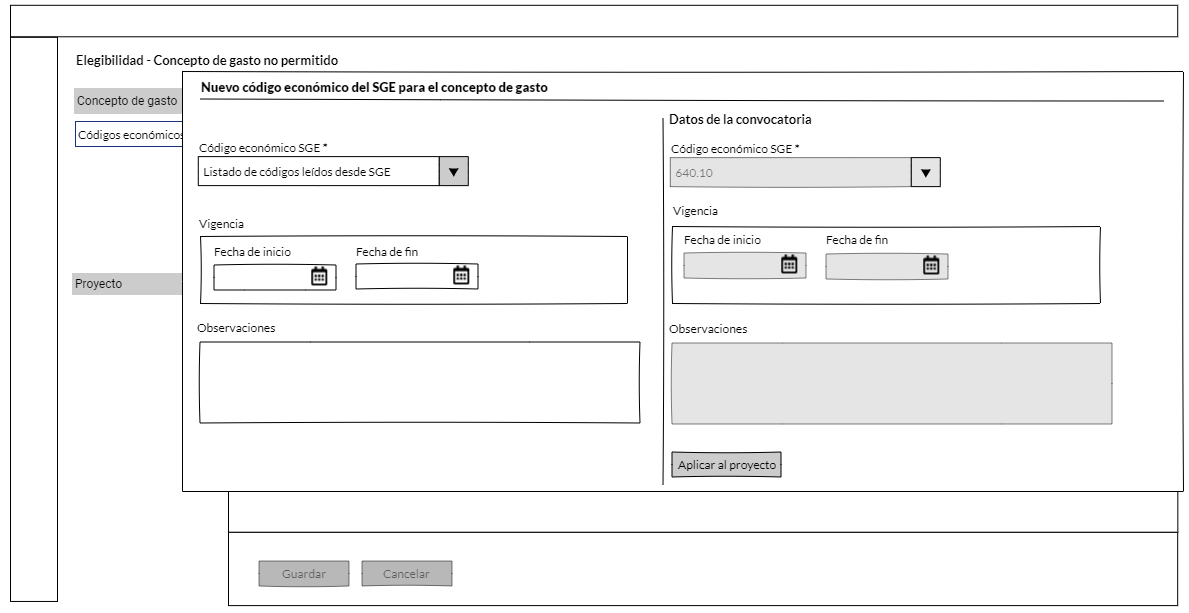 Elegibilidad - Concepto de gasto no permitido
Concepto de gasto
Códigos económicos
Proyecto
Nuevo código económico del SGE para el concepto de gasto
Código económico SGE *
Listado de códigos leídos desde SGE
Vigencia
Fecha de inicio
Fecha de fin
Observaciones
Datos de la convocatoria
Código económico SGE *
640.10
Vigencia
Fecha de inicio
Fecha de fin
Observaciones
Aplicar al proyecto
Guardar
Cancelar